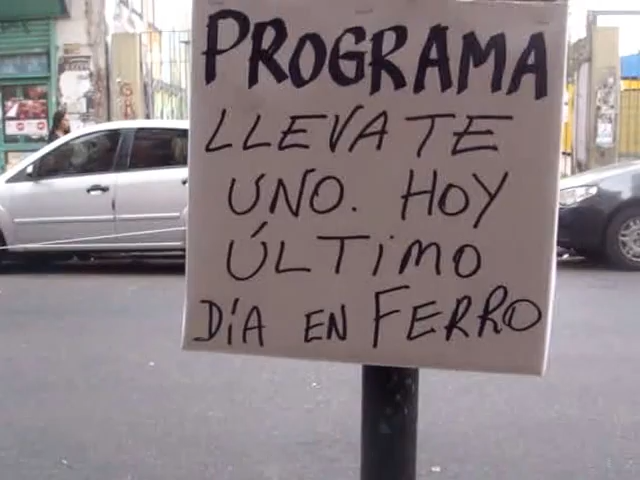 PROGRAMA
LLEVATE
UNO. HOY
ÚLTIMO
DÍA EN FERRO